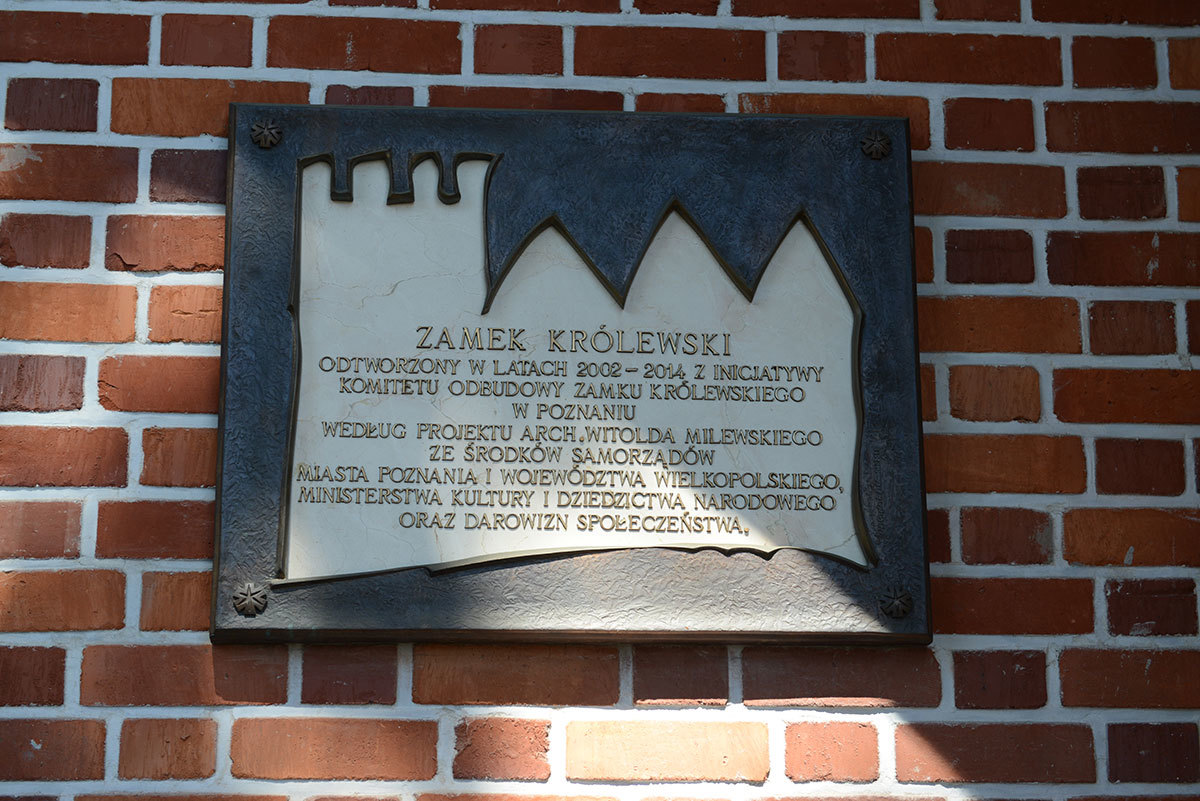 ZAMEK KRÓLEWSKI
ODTWORZONY W LATACH 2002 – 2014 Z INICJATYWY
KOMITETU ODBUDOWY ZAMKU KRÓLEWSKIEGO
W POZNANIU
WEDŁUG PROJEKTU ARCH. WITOLDA MILEWSKIEGO
ZE ŚRODKÓW SAMORZĄDÓW
MIASTA POZNANIA I WOJEWÓDZTWA WIELKOPOLSKIEGO,
MINISTERSTWA KULTURY I DZIEDZICTWA NARODOWEGO
ORAZ DAROWIZN SPOŁECZEŃSTWA.